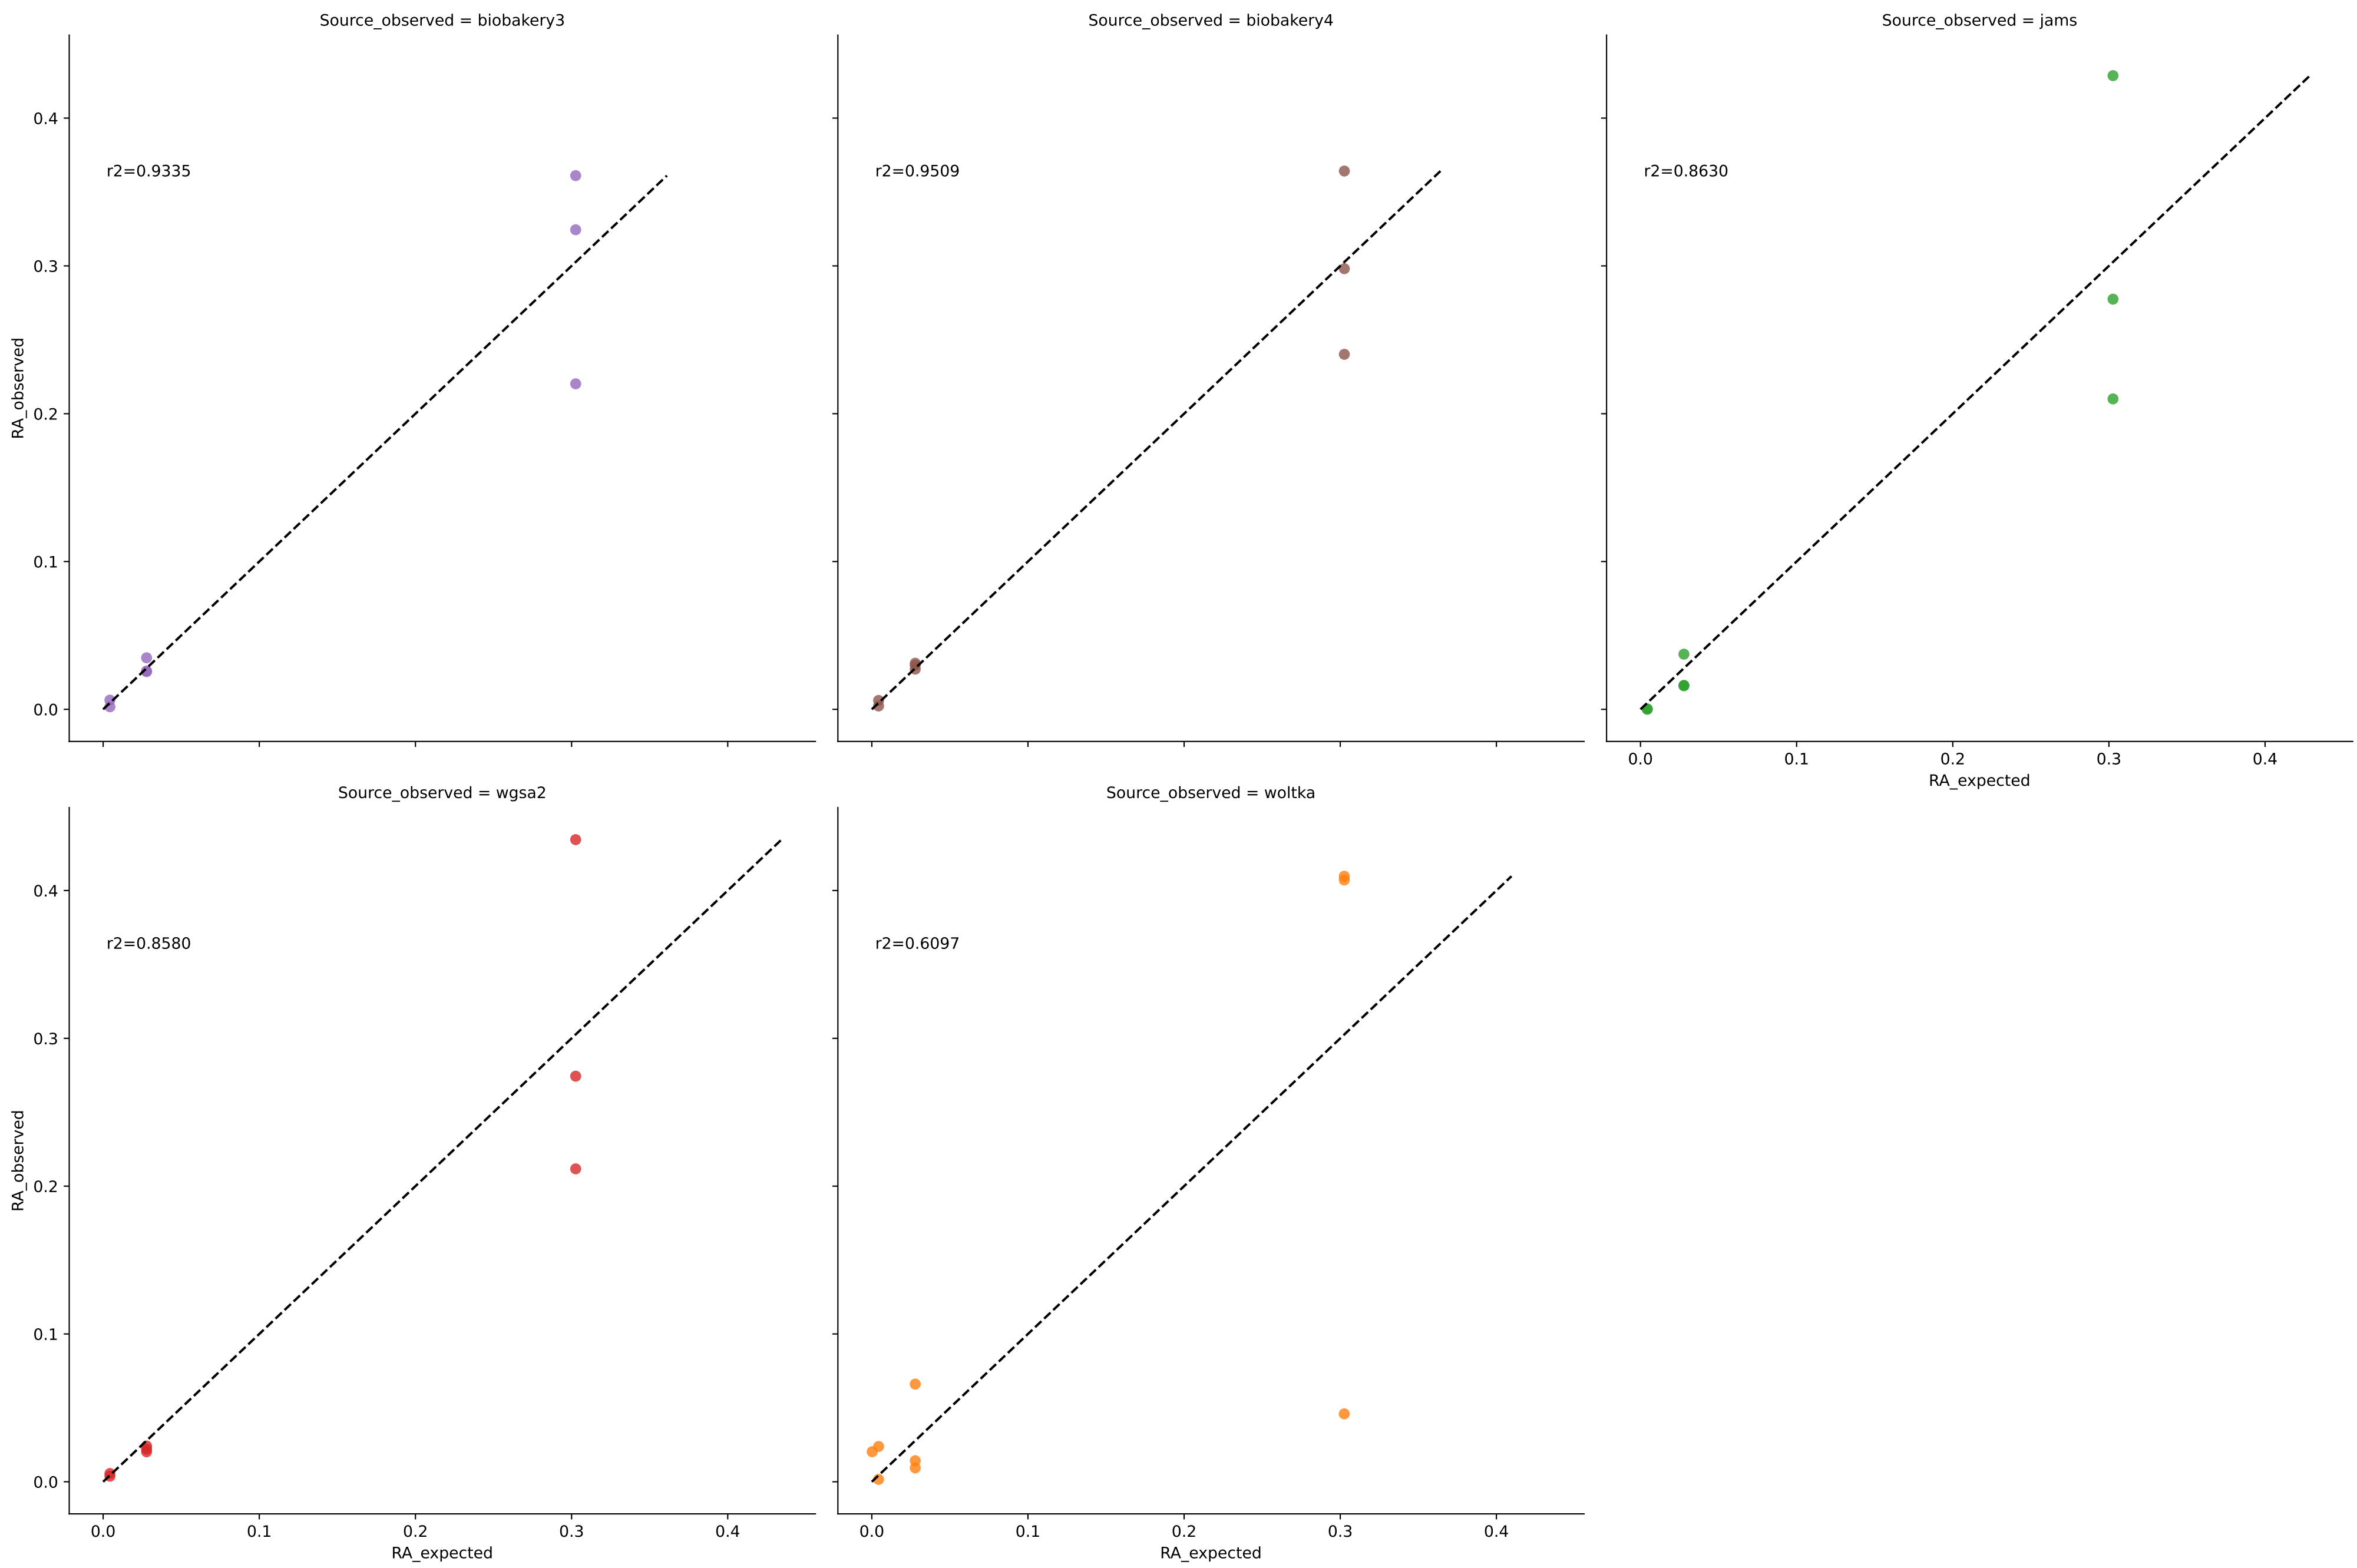 Source_observed = biobakery3
Source_observed = biobakery4
Source_observed = jams
RA_observed
0.4
0.3
0.2
0.1
0.0
r2=0.9335
r2=0.9509
r2=0.8630
0.0 0.1 0.2 0.3 0.4
RA_expected
Source_observed = wgsa2
Source_observed = woltka
RA_observed
0.4
0.3
0.2
0.1
0.0
r2=0.8580
r2=0.6097
0.0 0.1 0.2 0.3 0.4
RA_expected
0.0 0.1 0.2 0.3 0.4
RA_expected